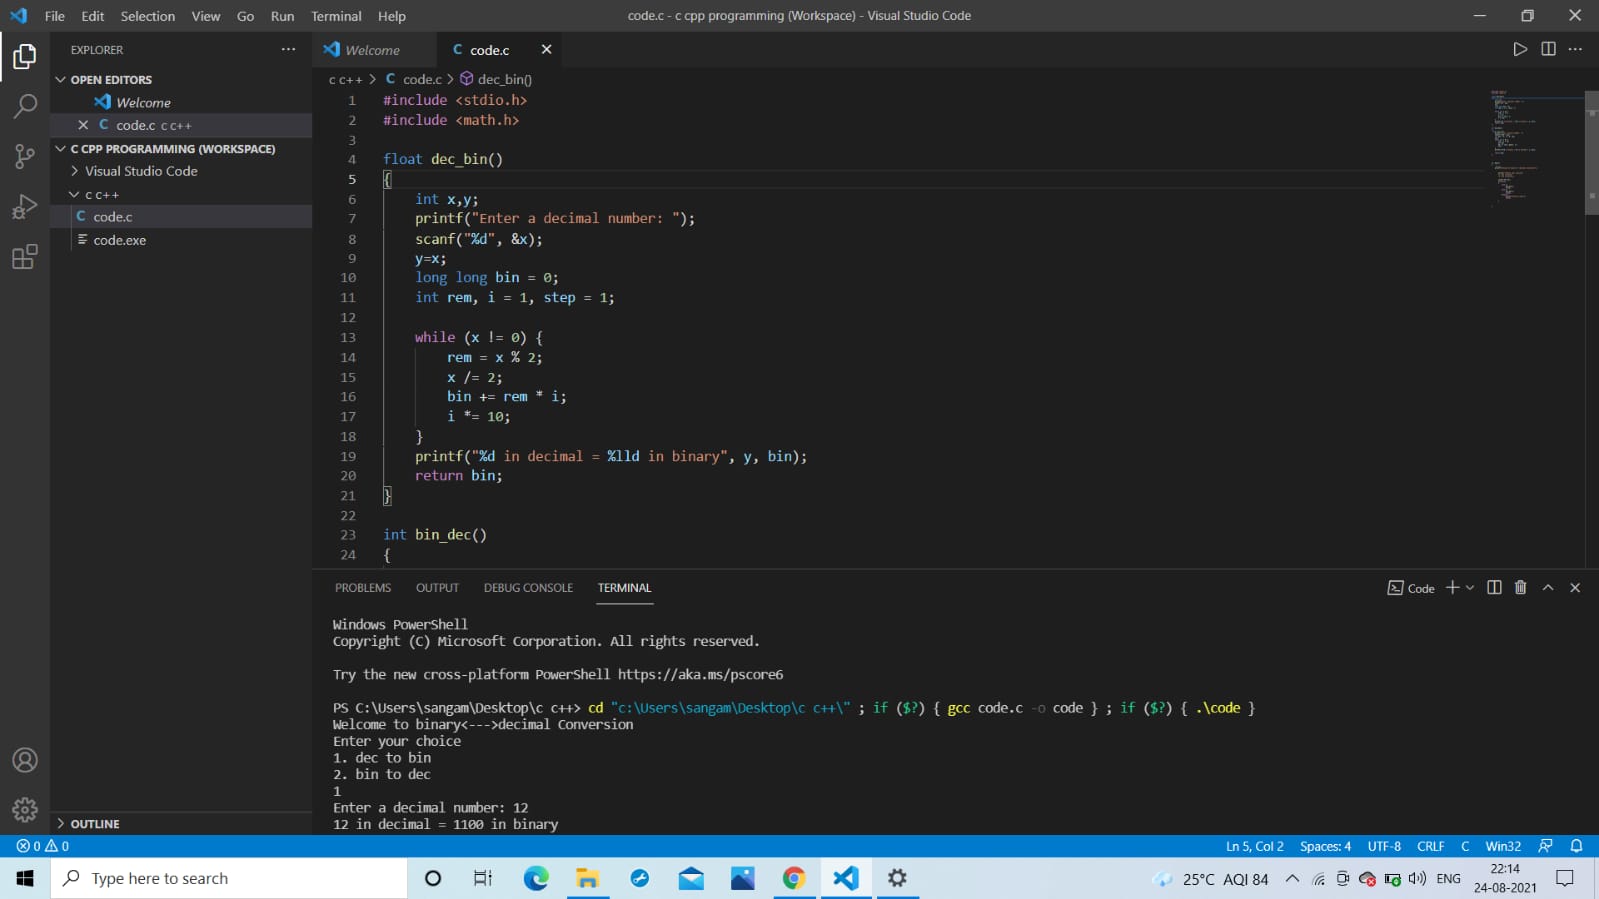 File Edit Selection View Go Run Terminal Help
code.c - c cpp programming (Workspace) - Visual Studio Code
EXPLORER
OPEN EDITORS
Welcome
code.c c c++
C CPP PROGRAMMING (WORKSPACE)
Visual Studio Code
c c++
code.c
code.exe
OUTLINE
Welcome
C code.c
c c++ > C code.c > dec_bin()
1 #include <stdio.h>
2 #include <math.h>
3
4 float dec_bin()
5 {
6 int x,y;
7 printf("Enter a decimal number: ");
8 scanf("%d", &x);
9 y=x;
10 long long bin = 0;
11 int rem, i = 1, step = 1;
12
13 while (x != 0) {
14 rem = x % 2;
15 x /= 2;
16 bin += rem * i;
17 i *= 10;
18 }
19 printf("%d in decimal = %lld in binary", y, bin);
20 return bin;
21 }
22
23 int bin_dec()
24 {
PROBLEMS OUTPUT DEBUG CONSOLE TERMINAL
Code
Windows PowerShell
Copyright (C) Microsoft Corporation. All rights reserved.
Try the new cross-platform PowerShell https://aka.ms/pscore6
PS C:\Users\sangam\Desktop\c c++> cd "c:\Users\sangam\Desktop\c c++\" ; if ($?) { gcc code.c -o code } ; if ($?) { .\code }
Welcome to binary<--->decimal Conversion
Enter your choice
1. dec to bin
2. bin to dec
1
Enter a decimal number: 12
12 in decimal = 1100 in binary
0 0
Ln 5, Col 2 Spaces: 4 UTF-8 CRLF C Win32
Type here to search
25°C AQI 84
ENG
22:14
24-08-2021